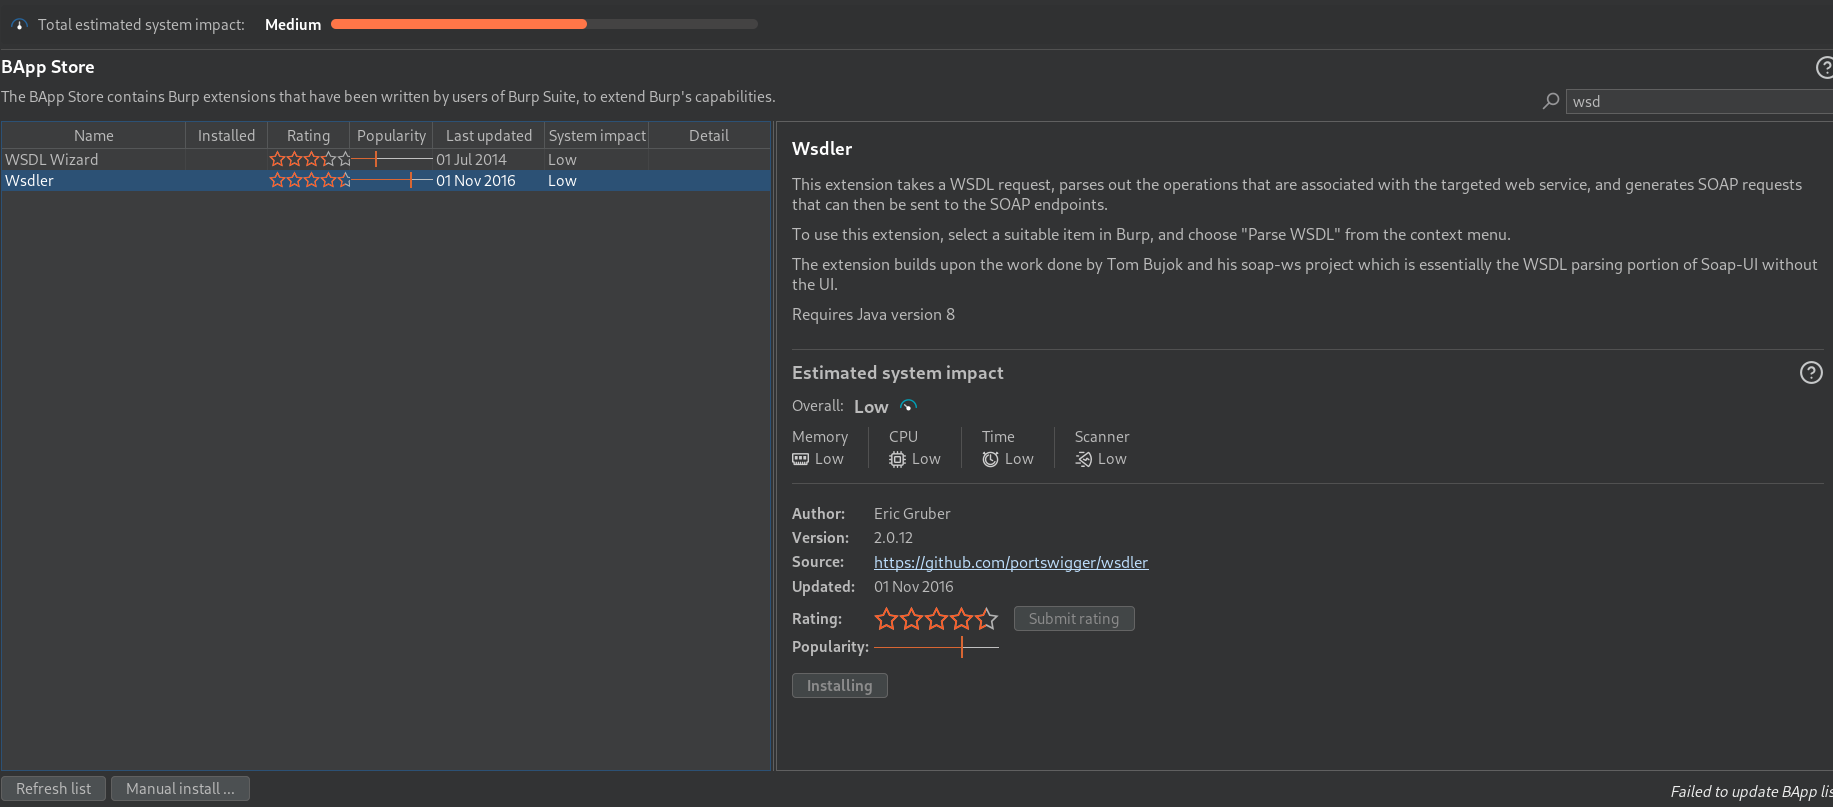 Total estimated system impact: Medium
BApp Store
The BApp Store contains Burp extensions that have been written by users of Burp Suite, to extend Burp's capabilities.
wsd
Name Installed Rating Popularity Last updated System impact Detail
WSDL Wizard 01 Jul 2014 Low
Wsdler 01 Nov 2016 Low
Wsdler
This extension takes a WSDL request, parses out the operations that are associated with the targeted web service, and generates SOAP requests
that can then be sent to the SOAP endpoints.
To use this extension, select a suitable item in Burp, and choose "Parse WSDL" from the context menu.
The extension builds upon the work done by Tom Bujok and his soap-ws project which is essentially the WSDL parsing portion of Soap-UI without
the UI.
Requires Java version 8
Estimated system impact
Overall: Low
Memory CPU Time Scanner
Low Low Low Low
Author: Eric Gruber
Version: 2.0.12
Source: https://github.com/portswigger/wsdler
Updated: 01 Nov 2016
Rating: Submit rating
Popularity:
Installing
Refresh list Manual install ...
Failed to update BApp lis